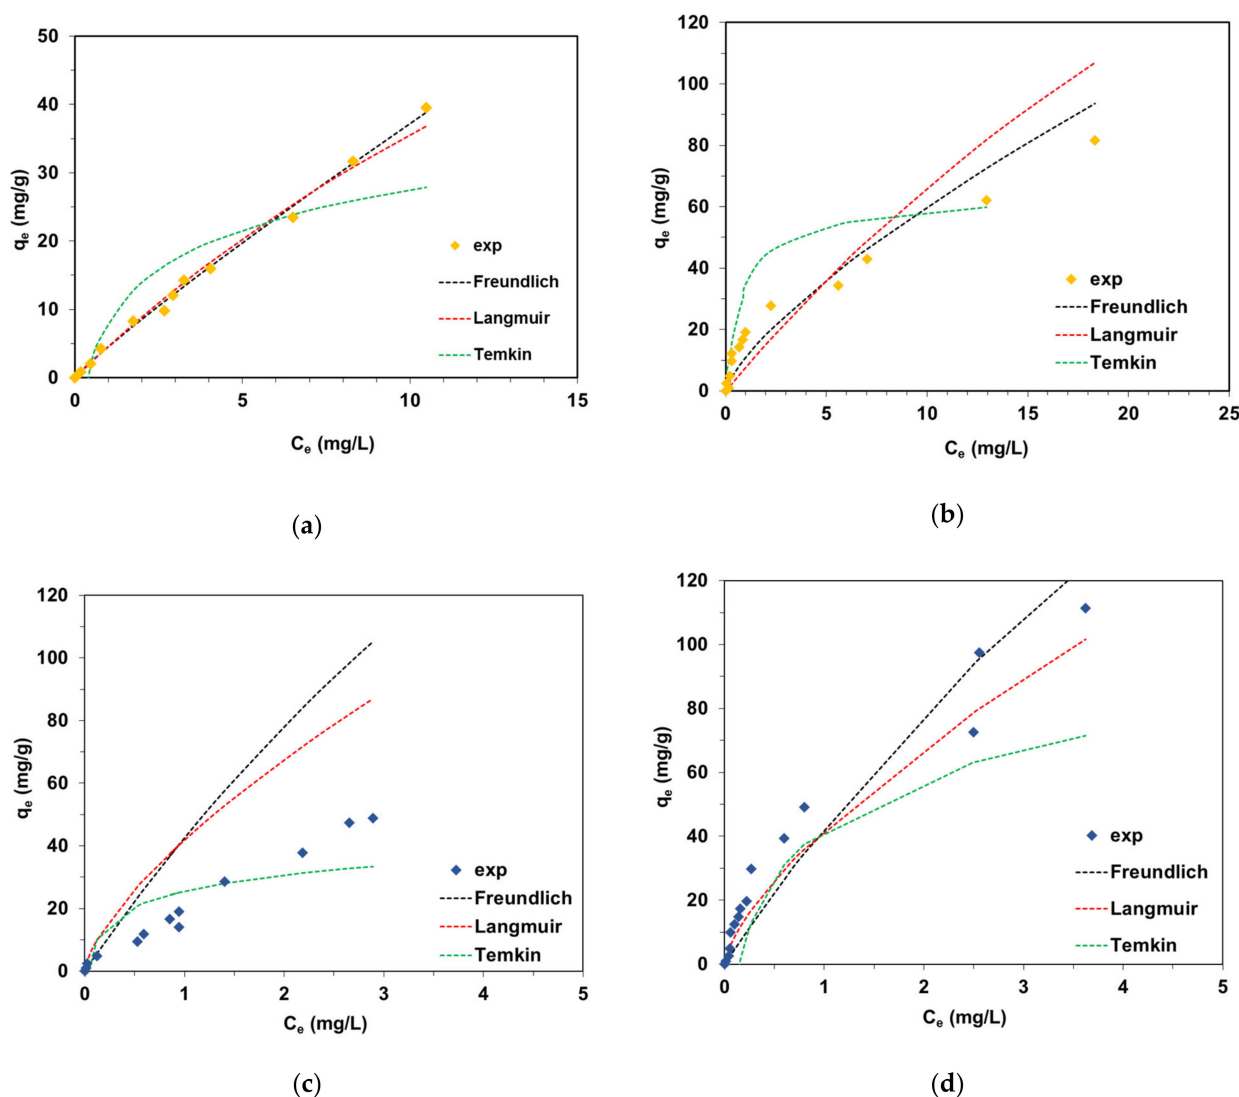 50
40
30
20
10
0
qe (mg/g)
exp
Freundlich
Langmuir
Temkin
0 5 10 15
Ce (mg/L)
(a)
120
100
80
60
40
20
0
qe (mg/g)
exp
Freundlich
Langmuir
Temkin
0 5 10 15 20 25
Ce (mg/L)
(b)
120
100
80
60
40
20
0
qe (mg/g)
exp
Freundlich
Langmuir
Temkin
0 1 2 3 4 5
Ce (mg/L)
(c)
120
100
80
60
40
20
0
qe (mg/g)
exp
Freundlich
Langmuir
Temkin
0 1 2 3 4 5
Ce (mg/L)
(d)